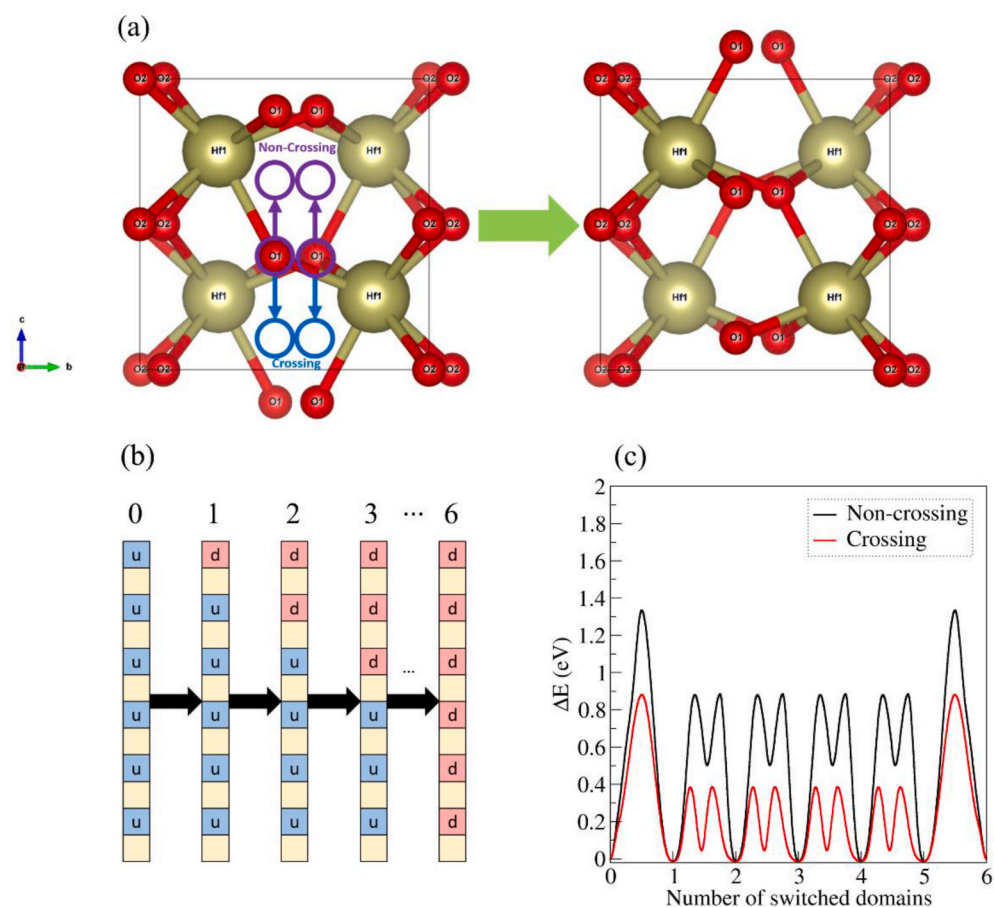 (a)
O2 O2 O2 O2 O1 O1 O2 O2 O2 O2
O1 O1
Hf1 Non-Crossing Hf1 Hf1 Hf1
O1 O1
O2 O2 O2 O2 O2 O2 O2 O2
O1 O1
Hf1 Hf1 Hf1 Hf1
c
O1 O1
Crossing
a b
O2 O2 O2 O2 O2 O2 O2 O2
O1 O1
(b)
0 1 2 3 ... 6
u d d d d
u u d d d
u u u d ... d
u u u u d
u u u u d
u u u u d
(c)
2
1.8
1.6
1.4
1.2
1
0.8
0.6
0.4
0.2
0
ΔE (eV)
Non-crossing
Crossing
0 1 2 3 4 5 6
Number of switched domains